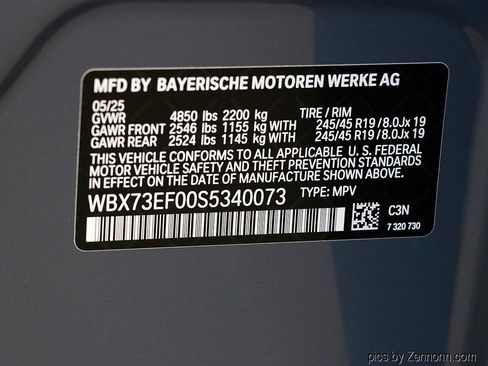 MFD BY BAYERISCHE MOTOREN WERKE AG
05/25
GVWR 4850 lbs 2200 kg TIRE / RIM
GAWR FRONT 2546 lbs 1155 kg WITH 245/45 R19 / 8.0Jx 19
GAWR REAR 2524 lbs 1145 kg WITH 245/45 R19 / 8.0Jx 19
THIS VEHICLE CONFORMS TO ALL APPLICABLE U. S. FEDERAL
MOTOR VEHICLE SAFETY AND THEFT PREVENTION STANDARDS
IN EFFECT ON THE DATE OF MANUFACTURE SHOWN ABOVE.
WBX73EF00S5340073 TYPE: MPV
C3N
7 320 730
pics by Zennonn.com